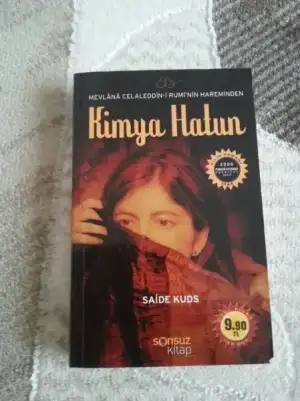 MEVLÂNÂ CELALEDDİN-İ RUMİ'NİN HAREMİNDEN
Kimya Hatun
SAİDE KUDS
9.90
TL
sonsuz
kitap